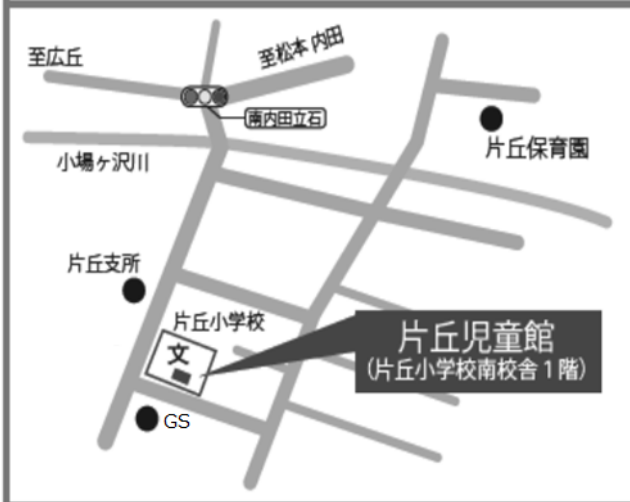 至広丘
至松本 内田
南内田立石
小場ヶ沢川
片丘保育園
片丘支所
片丘小学校
文
片丘児童館
(片丘小学校南校舎1階)
GS